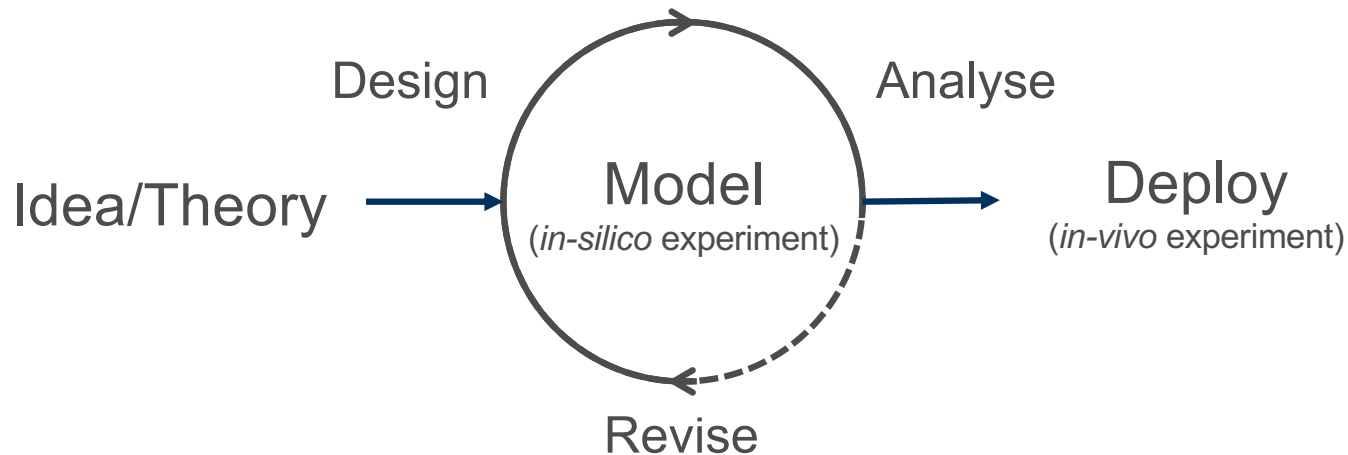 Design
Analyse
Idea/Theory
Model
(in-silico experiment)
Deploy
(in-vivo experiment)
Revise